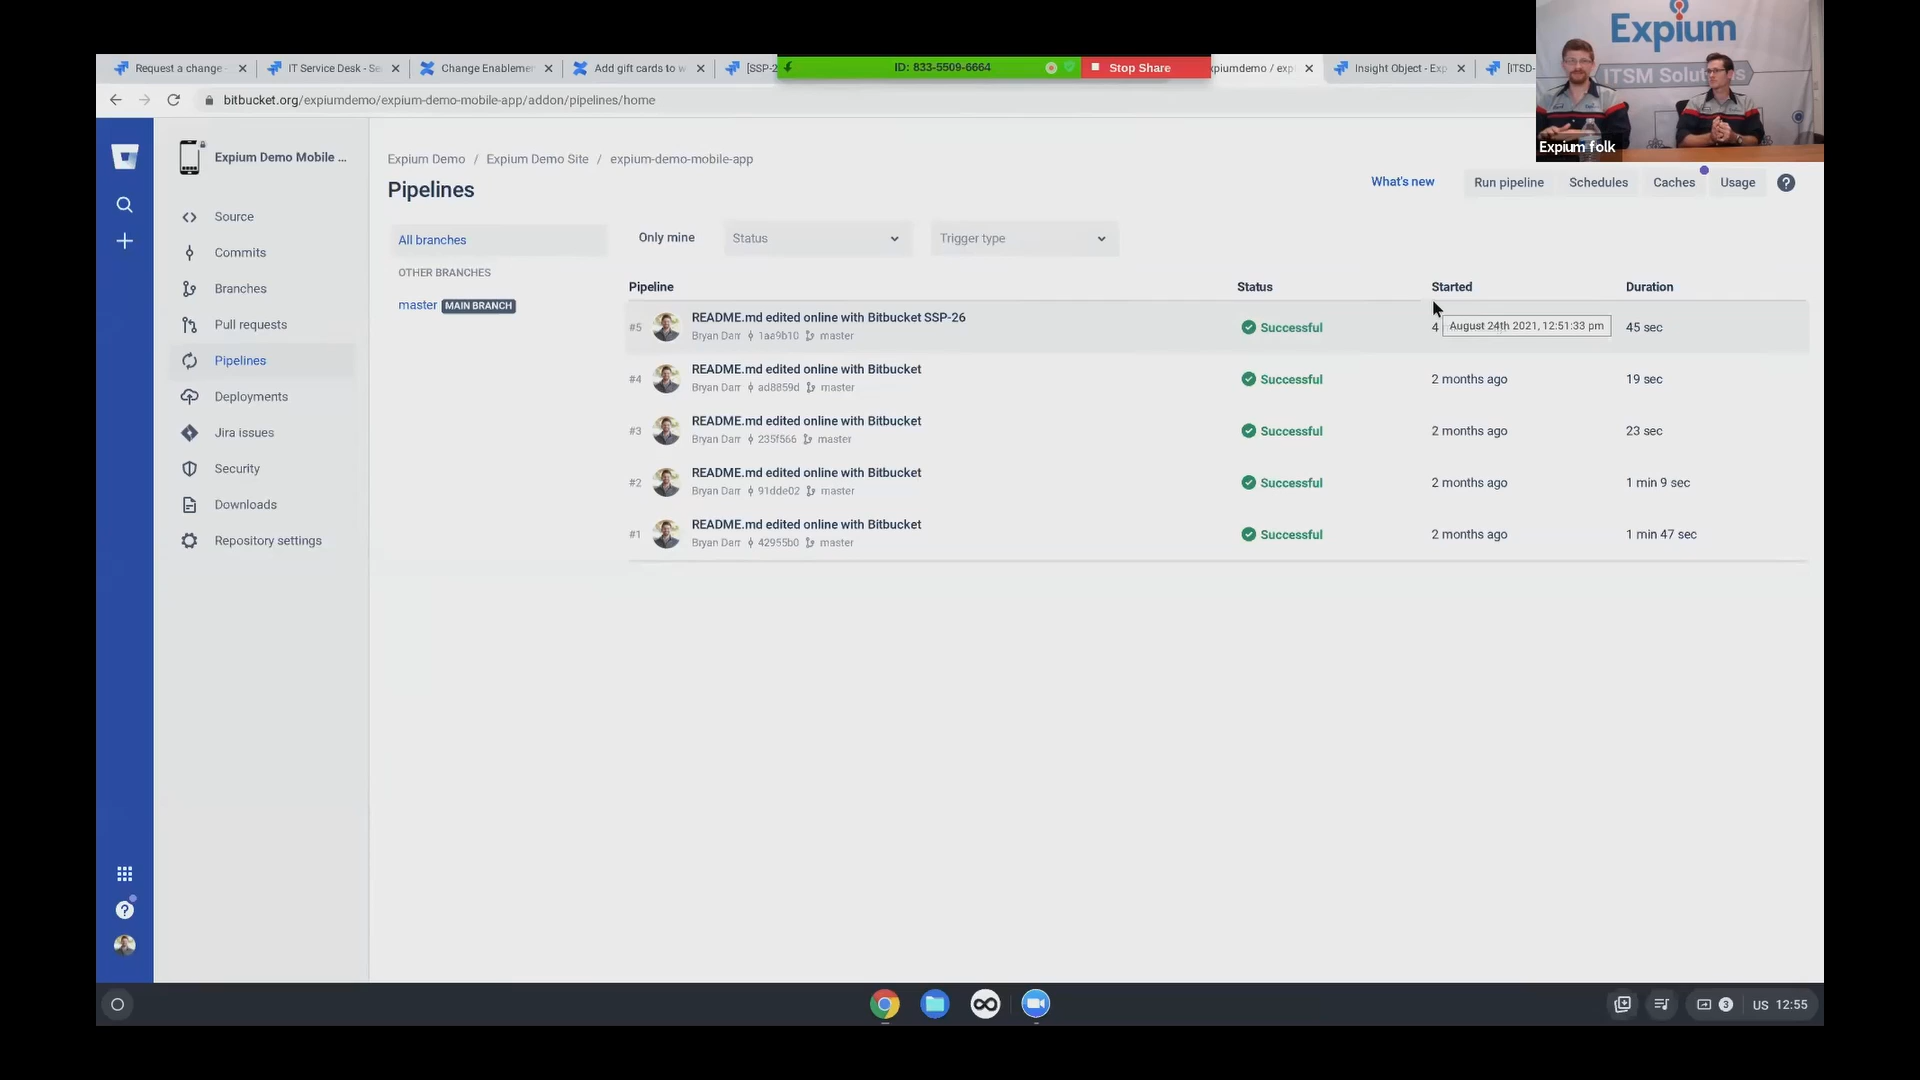 Request a change -
IT Service Desk - Se
Change Enablemen
Add gift cards to w
[SSP-2
ID: 833-5509-6664
Stop Share
xpiumdemo / exp
Insight Object - Exp
[ITSD-
bitbucket.org/expiumdemo/expium-demo-mobile-app/addon/pipelines/home
Expium
ITSM Solutions
Expium folk
Expium Demo Mobile ...
Source
Commits
Branches
Pull requests
Pipelines
Deployments
Jira issues
Security
Downloads
Repository settings
Expium Demo / Expium Demo Site / expium-demo-mobile-app
Pipelines
What's new
Run pipeline
Schedules
Caches
Usage
All branches
OTHER BRANCHES
master MAIN BRANCH
Only mine
Status
Trigger type
Pipeline Status Started Duration
#5 README.md edited online with Bitbucket SSP-26
Bryan Darr 1aa9b10 master
Successful
4
August 24th 2021, 12:51:33 pm
45 sec
#4 README.md edited online with Bitbucket
Bryan Darr ad8859d master
Successful
2 months ago
19 sec
#3 README.md edited online with Bitbucket
Bryan Darr 235f566 master
Successful
2 months ago
23 sec
#2 README.md edited online with Bitbucket
Bryan Darr 91dde02 master
Successful
2 months ago
1 min 9 sec
#1 README.md edited online with Bitbucket
Bryan Darr 42955b0 master
Successful
2 months ago
1 min 47 sec
3
US 12:55